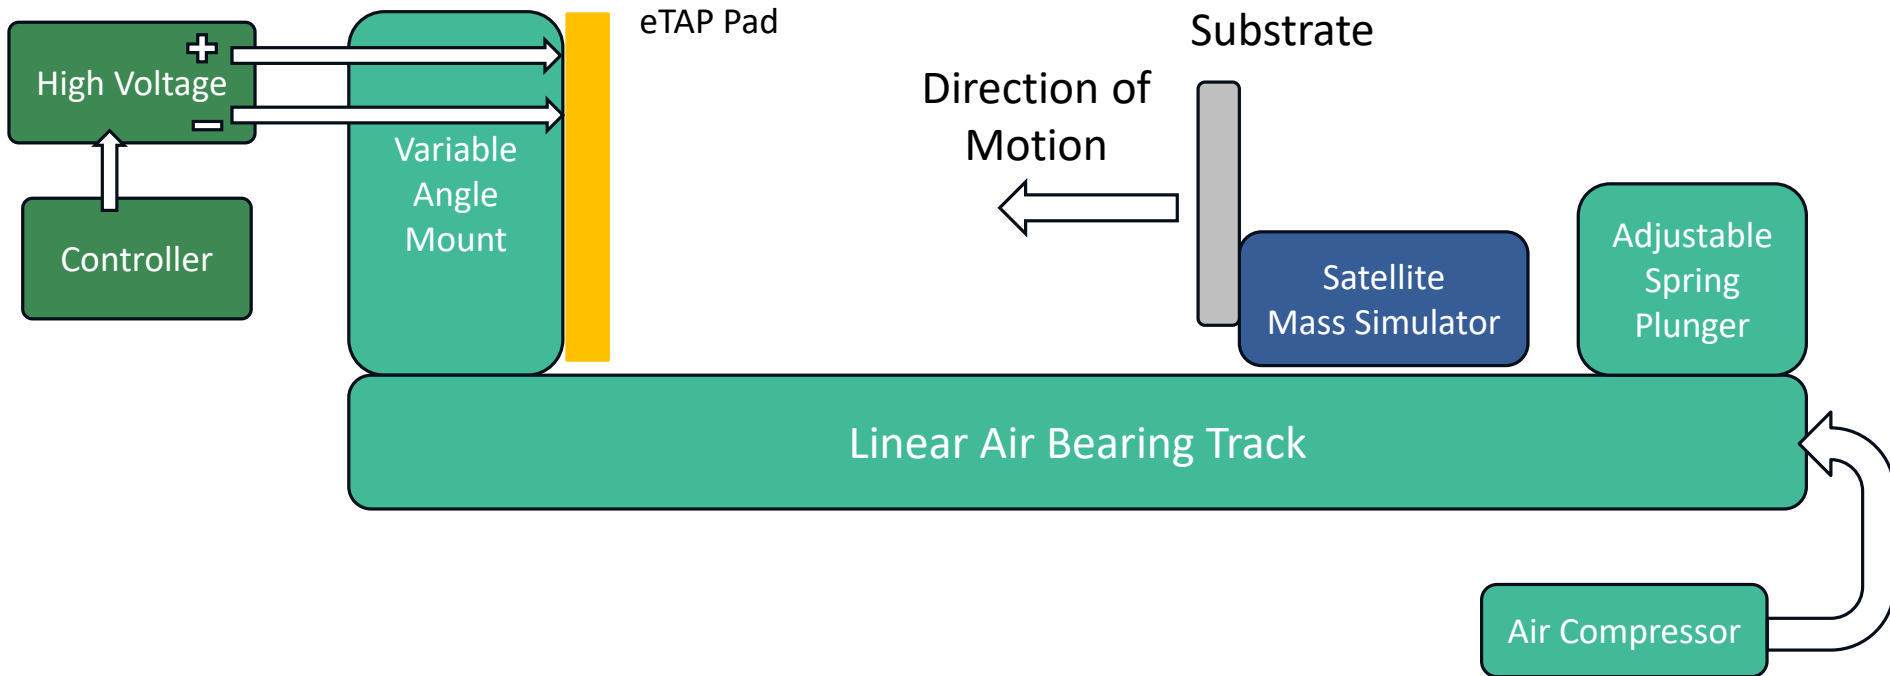 eTAP Pad
Substrate
+
High Voltage
−
Direction of
Motion
Variable
Angle
Mount
Controller
Adjustable
Spring
Plunger
Satellite
Mass Simulator
Linear Air Bearing Track
Air Compressor